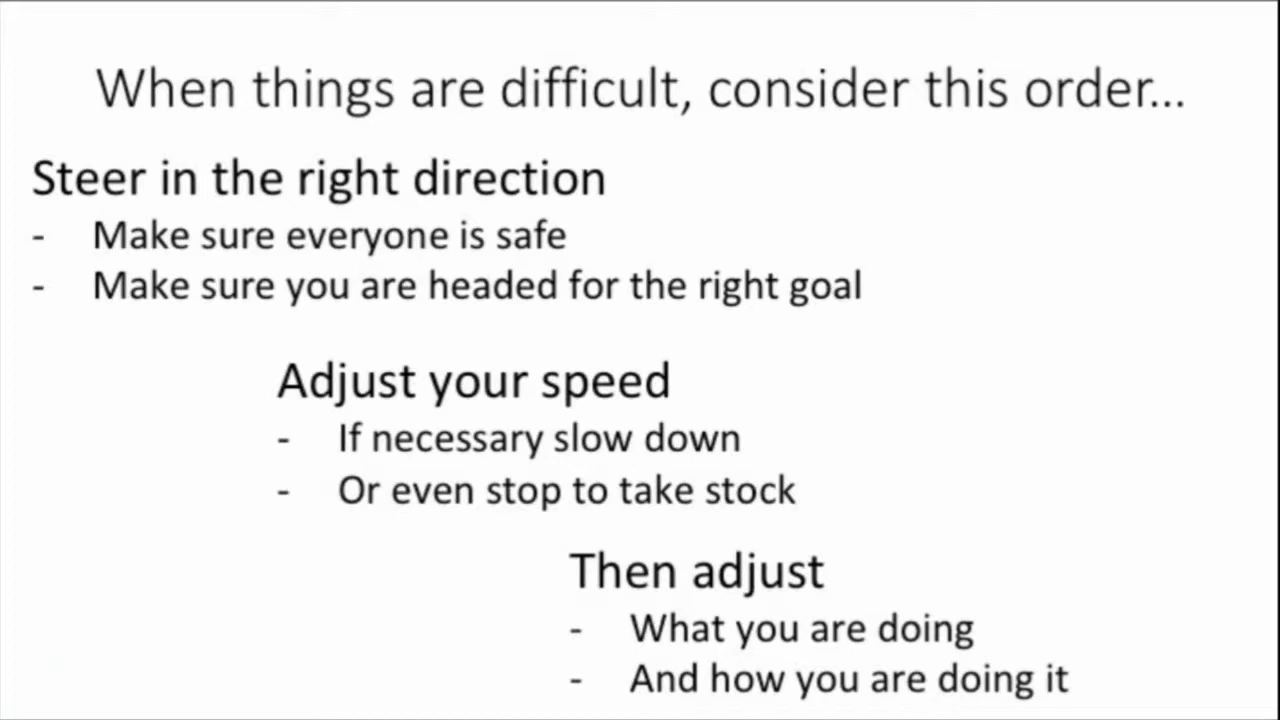 When things are difficult, consider this order...
Steer in the right direction
- Make sure everyone is safe
- Make sure you are headed for the right goal
Adjust your speed
- If necessary slow down
- Or even stop to take stock
Then adjust
- What you are doing
- And how you are doing it